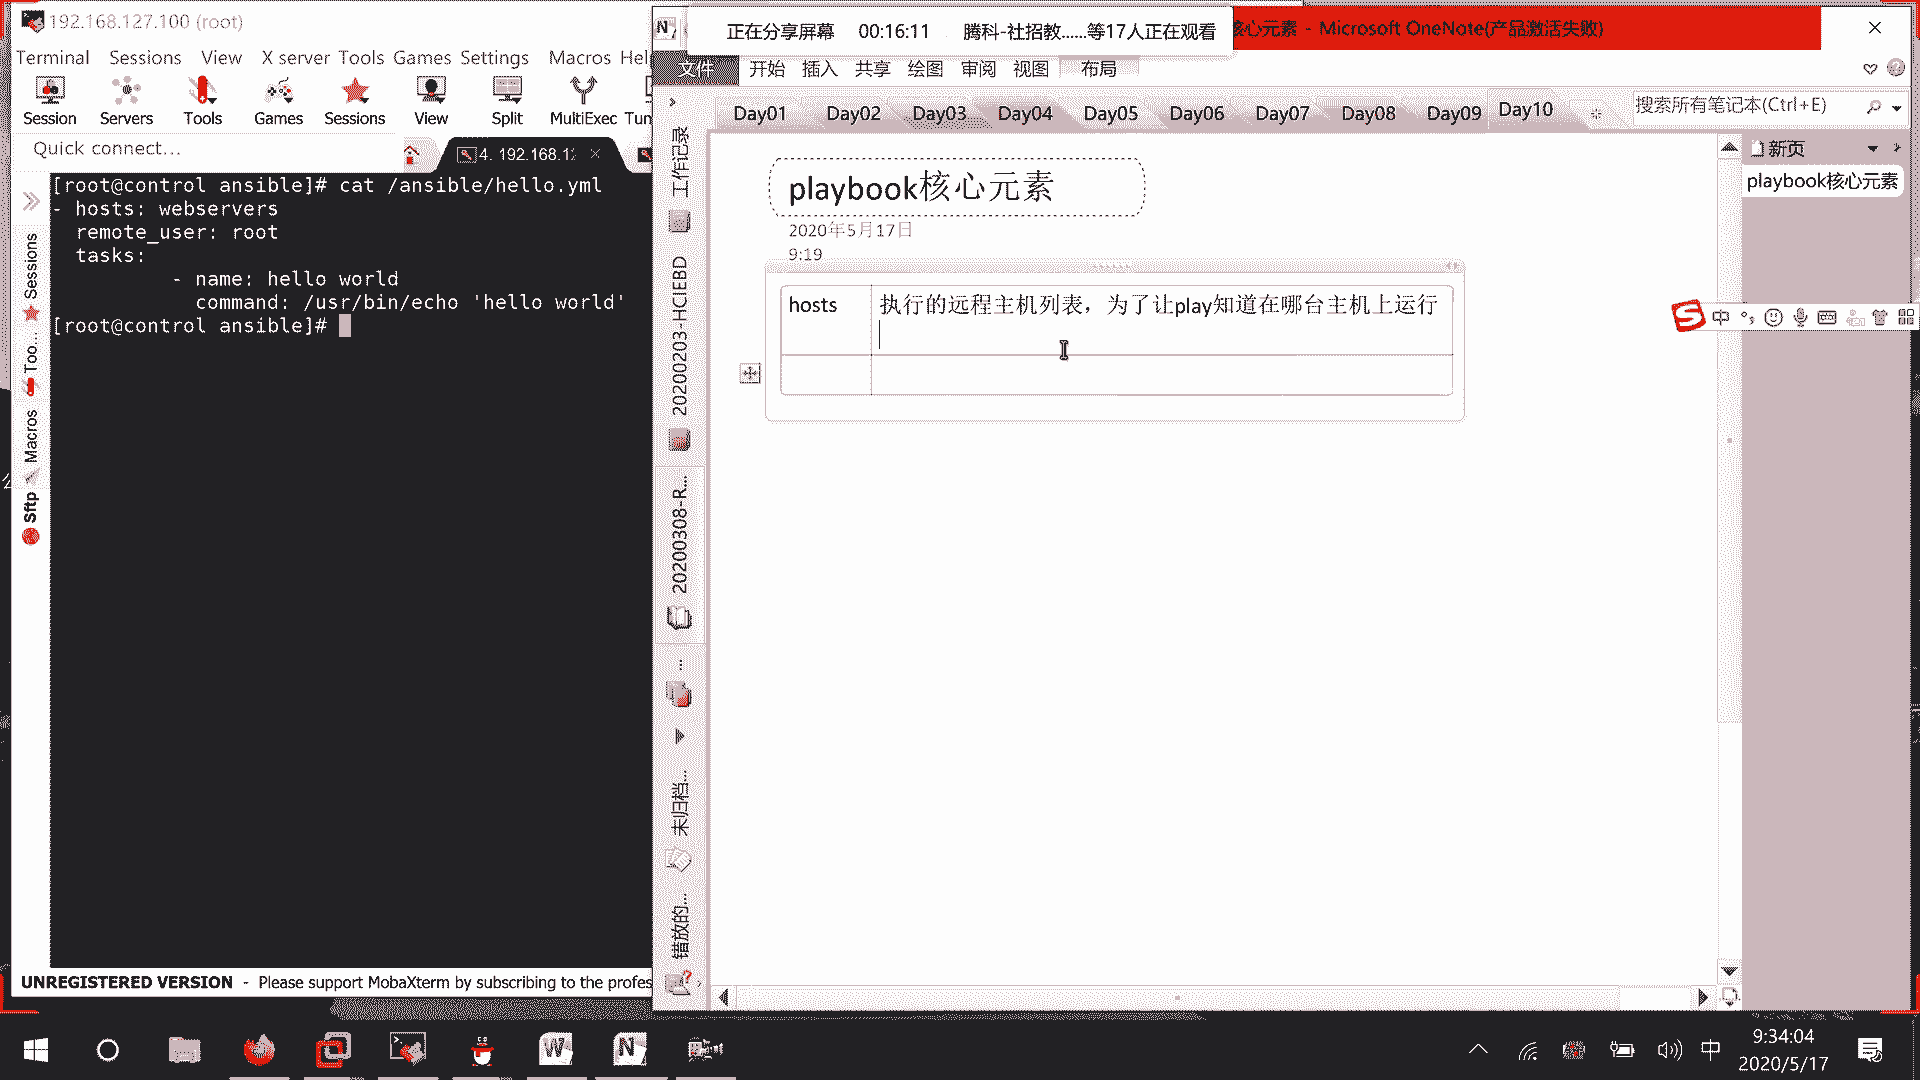 192.168.127.100 (root)
Terminal Sessions View X server Tools Games Settings Macros Hel
Session Servers Tools Games Sessions View Split MultiExec Tun
Quick connect...
4. 192.168.1
[root@control ansible]# cat /ansible/hello.yml
- hosts: webservers
remote_user: root
tasks:
- name: hello world
command: /usr/bin/echo 'hello world'
[root@control ansible]#
Sessions
Too...
Macros
Sftp
UNREGISTERED VERSION - Please support MobaXterm by subscribing to the profes
正在分享屏幕 00:16:11 腾科-社招教......等17人正在观看
核心元素 - Microsoft OneNote(产品激活失败)
文件 开始 插入 共享 绘图 审阅 视图 布局
Day01 Day02 Day03 Day04 Day05 Day06 Day07 Day08 Day09 Day10
搜索所有笔记本(Ctrl+E)
工作记录
20200203-HCIEBD
20200308-R...
...
未归档...
错放的...
playbook核心元素
2020年5月17日
9:19
hosts 执行的远程主机列表，为了让play知道在哪台主机上运行
新页
playbook核心元素
中
中
9:34:04
2020/5/17